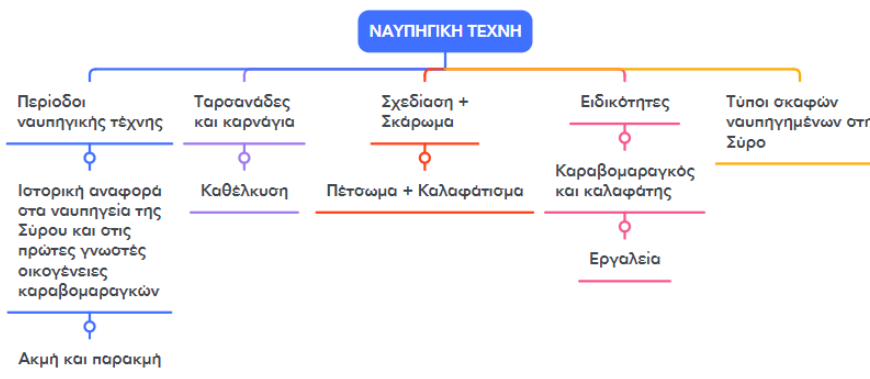 ΝΑΥΠΗΓΙΚΗ ΤΕΧΝΗ
Περίοδοι
ναυπηγικής τέχνης
Ιστορική αναφορά
στα ναυπηγεία της
Σύρου και στις
πρώτες γνωστές
οικογένειες
καραβομαραγκών
Ακμή και παρακμή
Ταρσανάδες
και καρνάγια
Καθέλκυση
Σχεδίαση +
Σκάρωμα
Πέτσωμα + Καλαφάτισμα
Ειδικότητες
Καραβομαραγκός
και καλαφάτης
Εργαλεία
Τύποι σκαφών
ναυπηγημένων στη
Σύρο